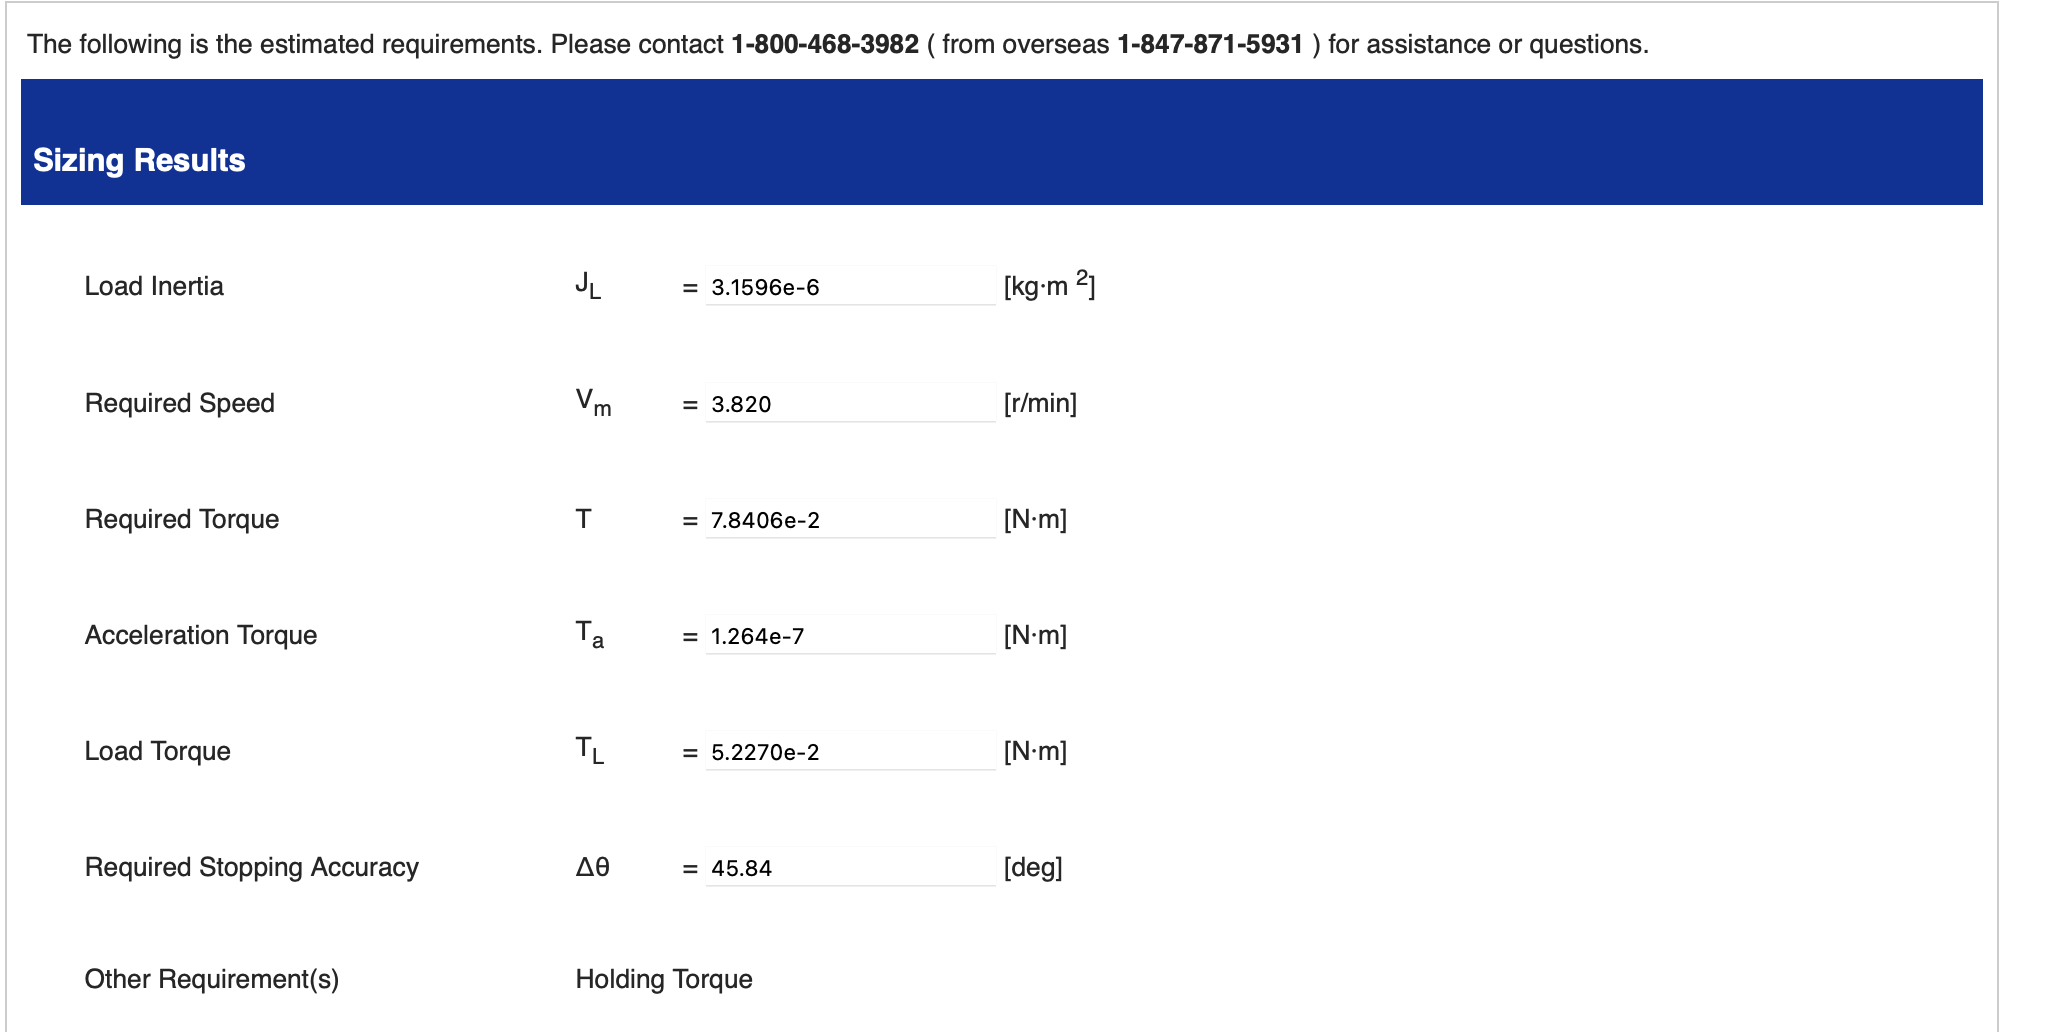 The following is the estimated requirements. Please contact 1-800-468-3982 ( from overseas 1-847-871-5931 ) for assistance or questions.
Sizing Results
Load Inertia J_L = 3.1596e-6 [kg·m ²]
Required Speed V_m = 3.820 [r/min]
Required Torque T = 7.8406e-2 [N·m]
Acceleration Torque T_a = 1.264e-7 [N·m]
Load Torque T_L = 5.2270e-2 [N·m]
Required Stopping Accuracy Δθ = 45.84 [deg]
Other Requirement(s) Holding Torque